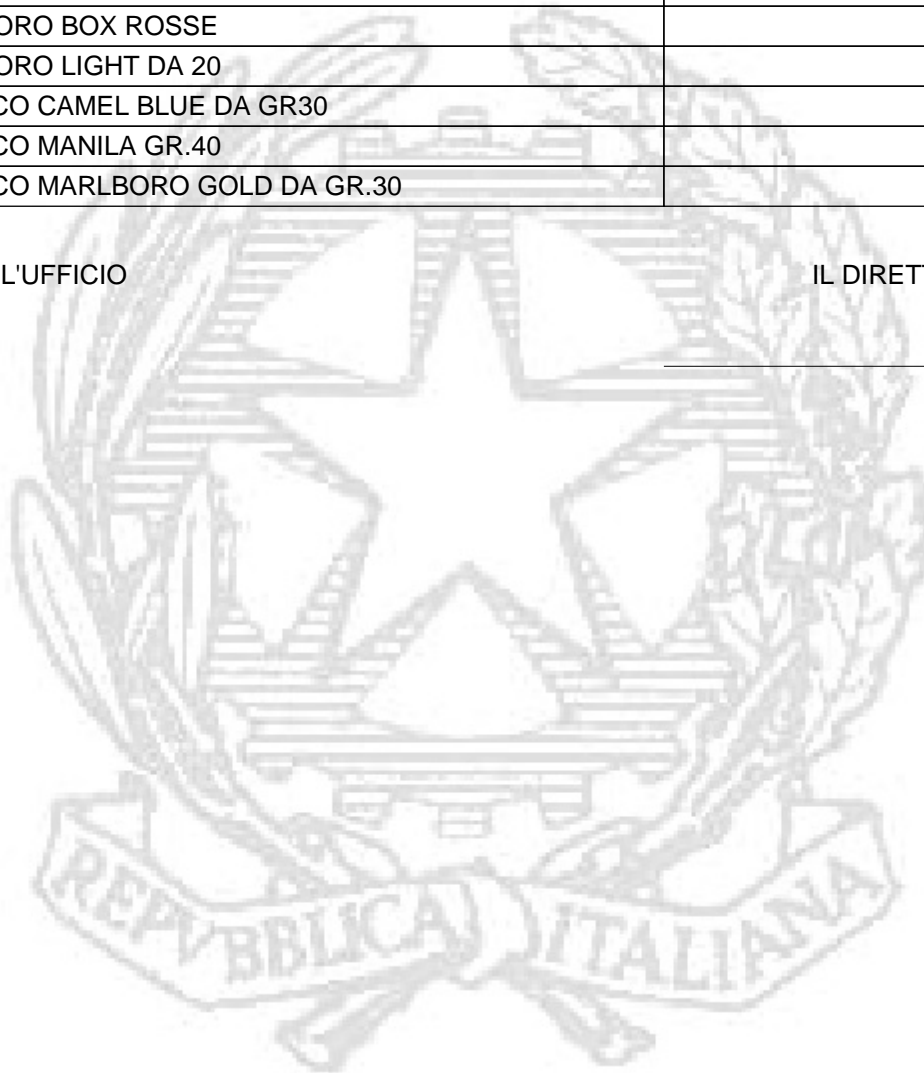 ORO BOX ROSSE
ORO LIGHT DA 20
CO CAMEL BLUE DA GR30
CO MANILA GR.40
CO MARLBORO GOLD DA GR.30
L'UFFICIO IL DIRETT
REPVBBLICA ITALIANA